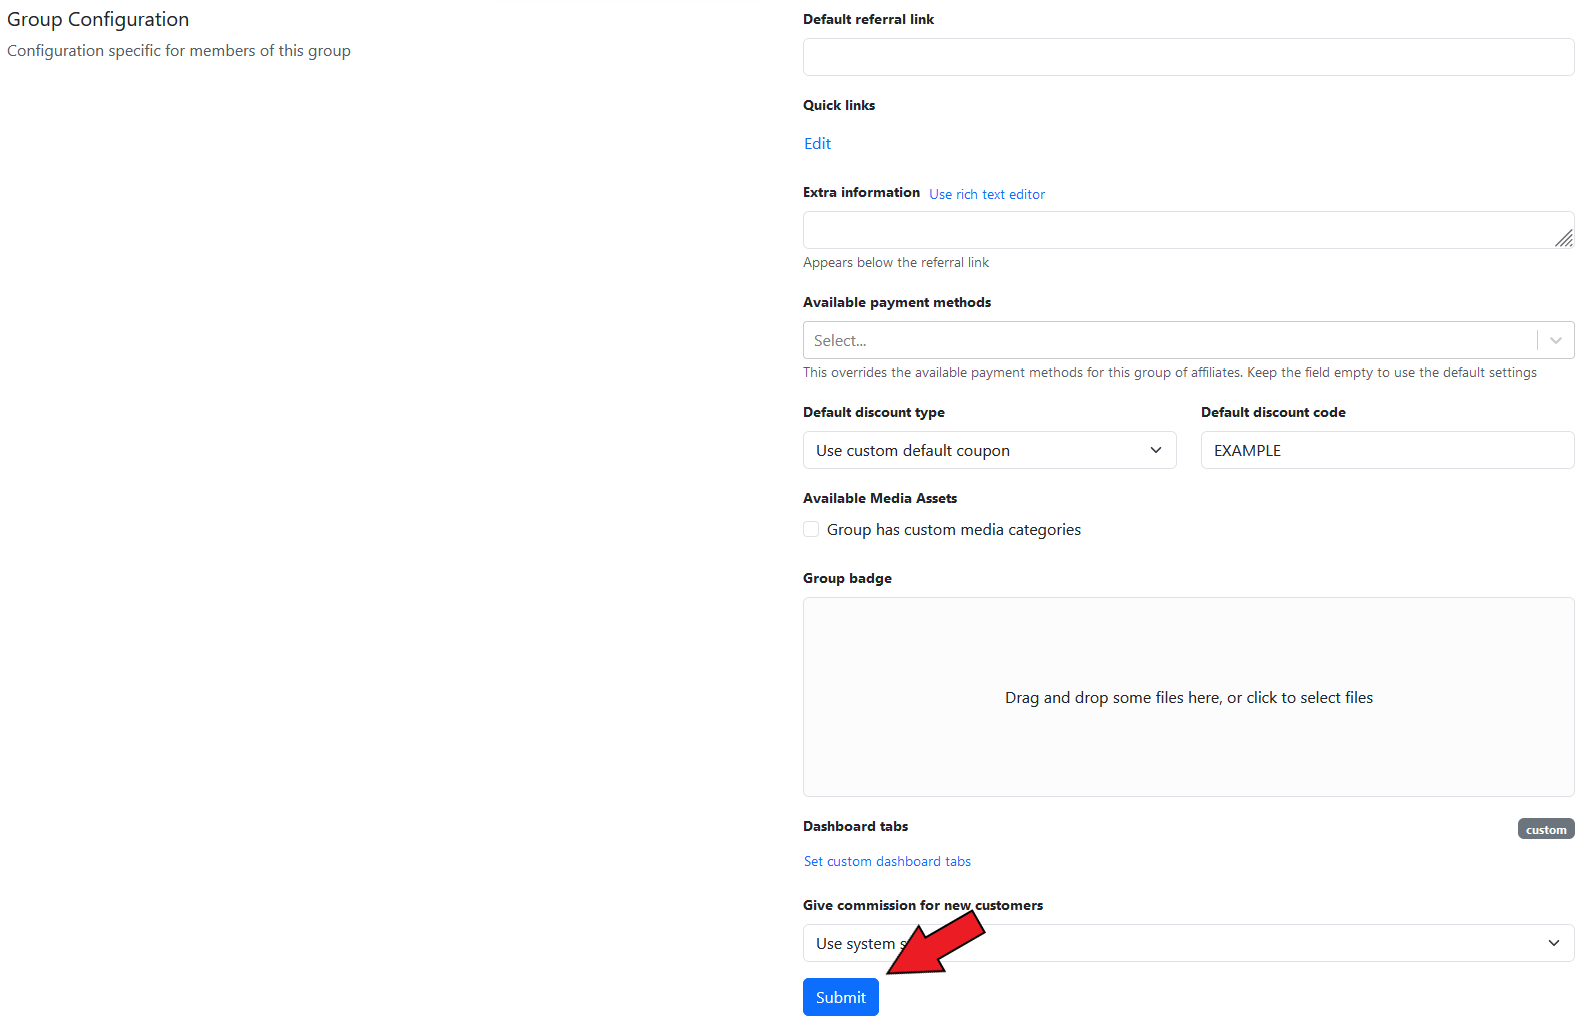 Group Configuration
Configuration specific for members of this group
Default referral link
Quick links
Edit
Extra information Use rich text editor
Appears below the referral link
Available payment methods
Select...
This overrides the available payment methods for this group of affiliates. Keep the field empty to use the default settings
Default discount type
Default discount code
Use custom default coupon
EXAMPLE
Available Media Assets
Group has custom media categories
Group badge
Drag and drop some files here, or click to select files
Dashboard tabs
custom
Set custom dashboard tabs
Give commission for new customers
Use system
Submit